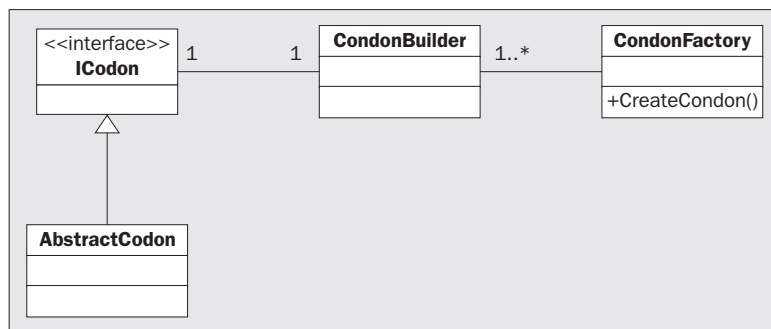 <<interface>>
ICodon
1
1
CondonBuilder
1..*
CondonFactory
+CreateCondon()
AbstractCodon